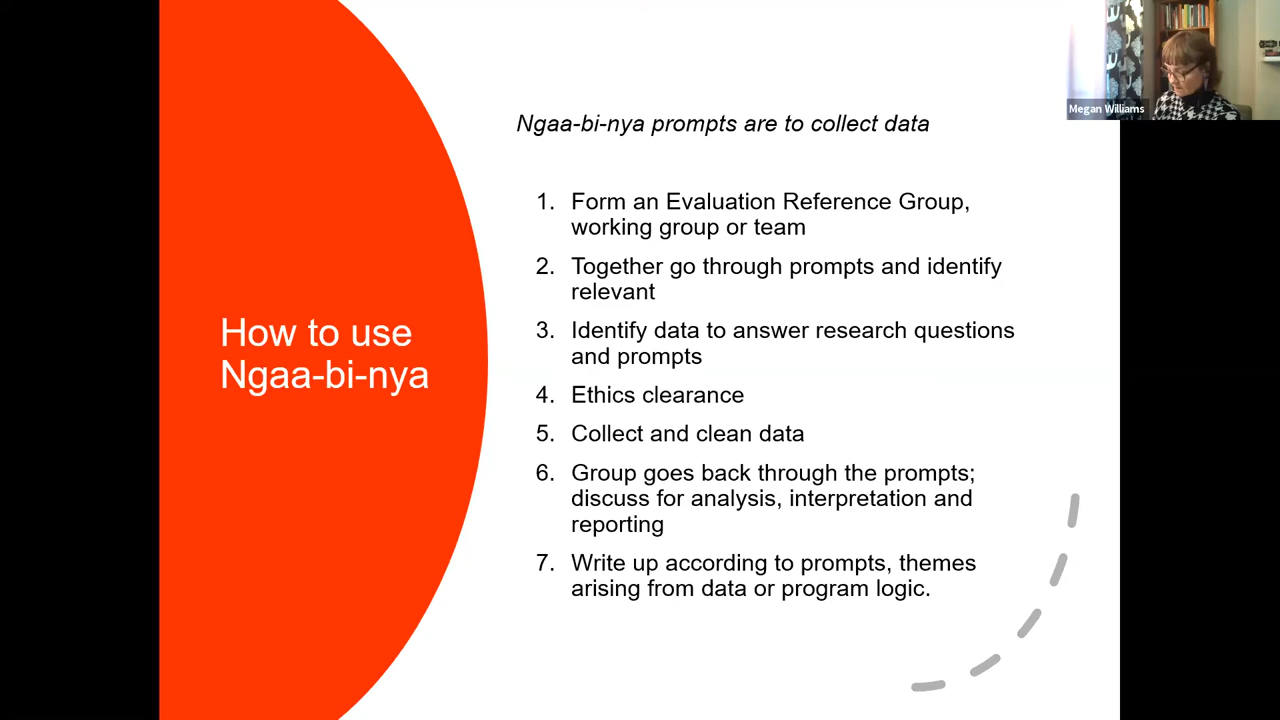 Megan Williams
Ngaa-bi-nya prompts are to collect data
How to use
Ngaa-bi-nya
1. Form an Evaluation Reference Group,
working group or team
2. Together go through prompts and identify
relevant
3. Identify data to answer research questions
and prompts
4. Ethics clearance
5. Collect and clean data
6. Group goes back through the prompts;
discuss for analysis, interpretation and
reporting
7. Write up according to prompts, themes
arising from data or program logic.